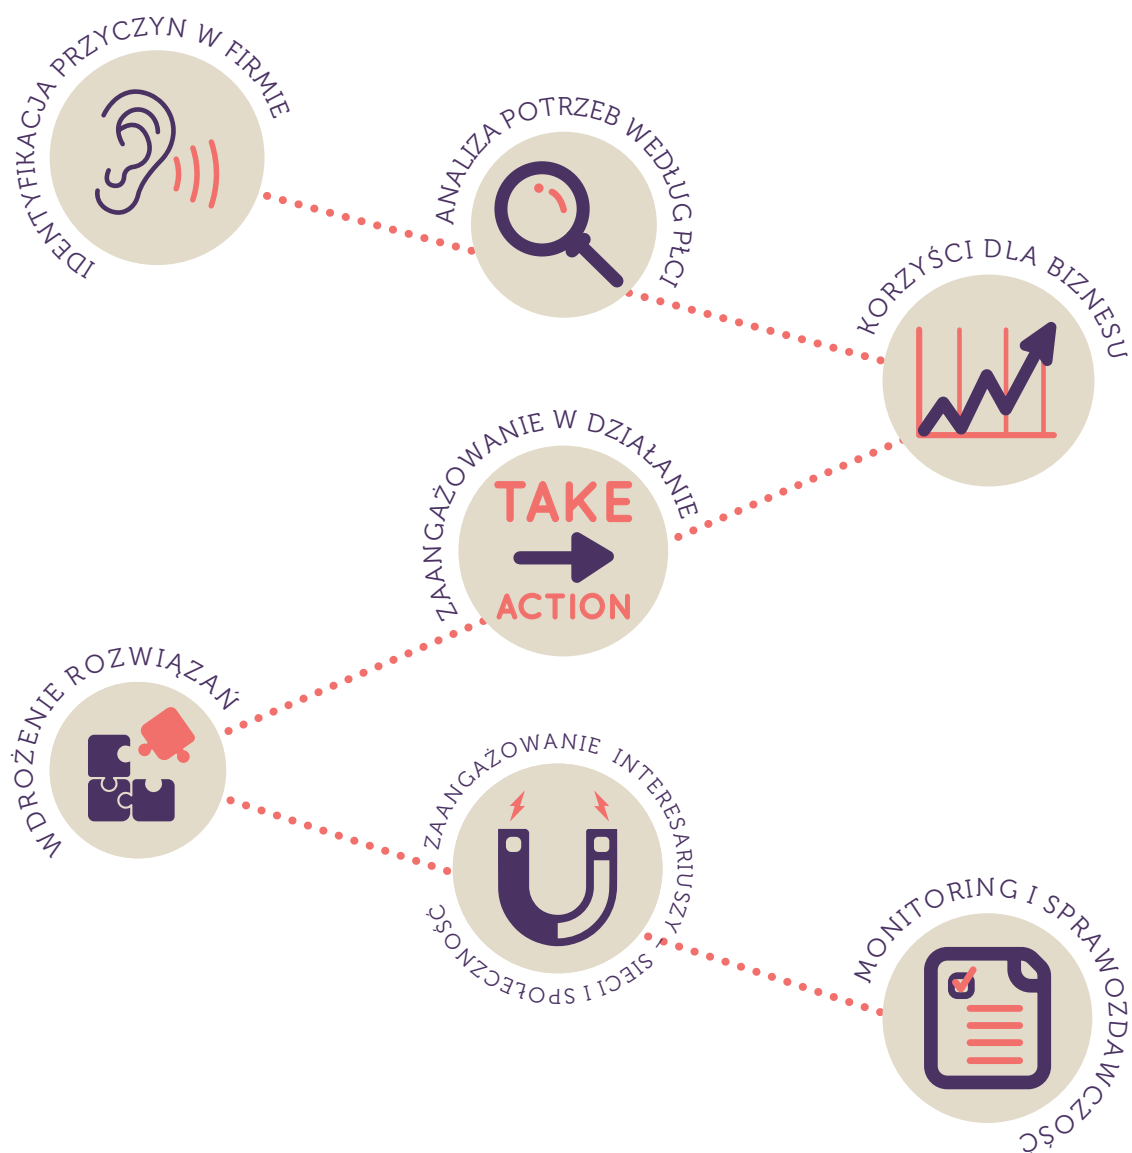 IDENTYFIKACJA PRZYCZYN W FIRMIE
ANALIZA POTRZEB WEDŁUG PŁCI
KORZYŚCI DLA BIZNESU
ZAANGAŻOWANIE W DZIAŁANIE
TAKE
ACTION
WDROŻENIE ROZWIĄZAŃ
ZAANGAŻOWANIE INTERESARIUSZY - SIECI I SPOŁECZNOŚĆ
MONITORING I SPRAWOZDAWCZOŚĆ